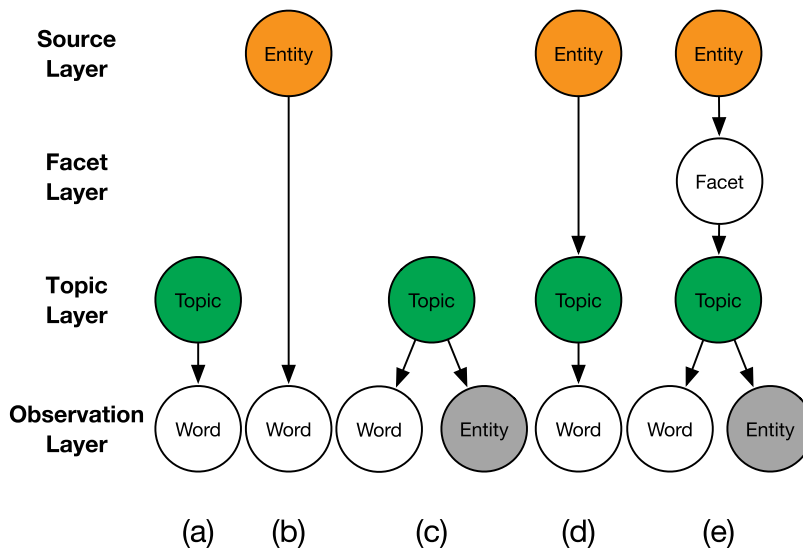 Source
Layer
Entity
Entity
Entity
Facet
Layer
Facet
Topic
Layer
Topic
Topic
Topic
Topic
Observation
Layer
Word
Word
Word
Entity
Word
Word
Entity
(a)
(b)
(c)
(d)
(e)